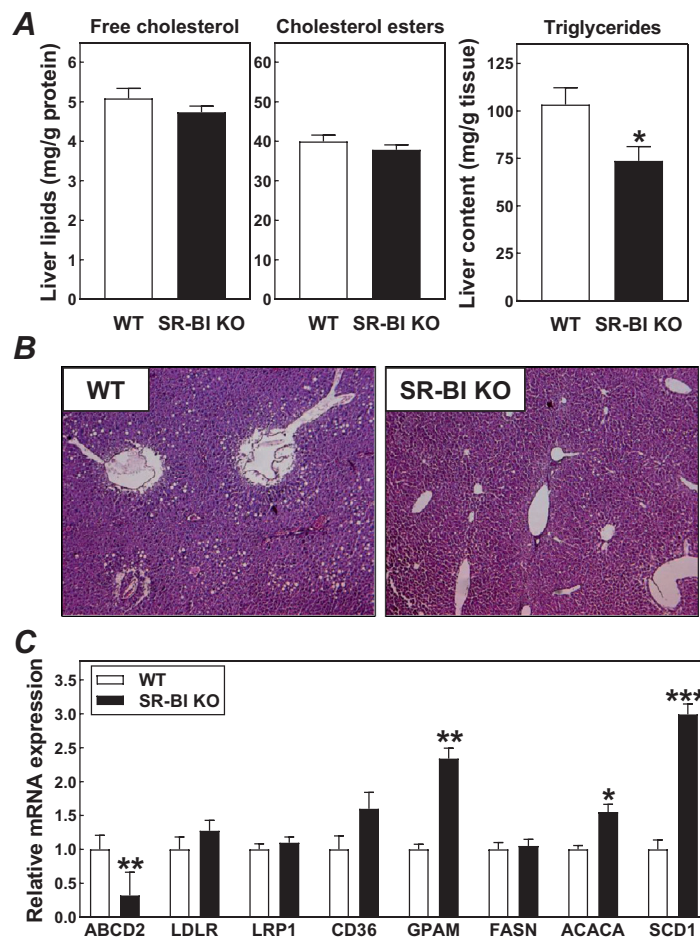 A
Free cholesterol
Cholesterol esters
Triglycerides
Liver lipids (mg/g protein)
6
5
4
3
2
1
0
WT SR-BI KO
60
50
40
30
20
10
0
WT SR-BI KO
Liver content (mg/g tissue)
125
100
75
50
25
0
*
WT SR-BI KO
B
WT
SR-BI KO
C
Relative mRNA expression
3.5
3.0
2.5
2.0
1.5
1.0
0.5
0.0
WT
SR-BI KO
**
**
*
***
ABCD2 LDLR LRP1 CD36 GPAM FASN ACACA SCD1